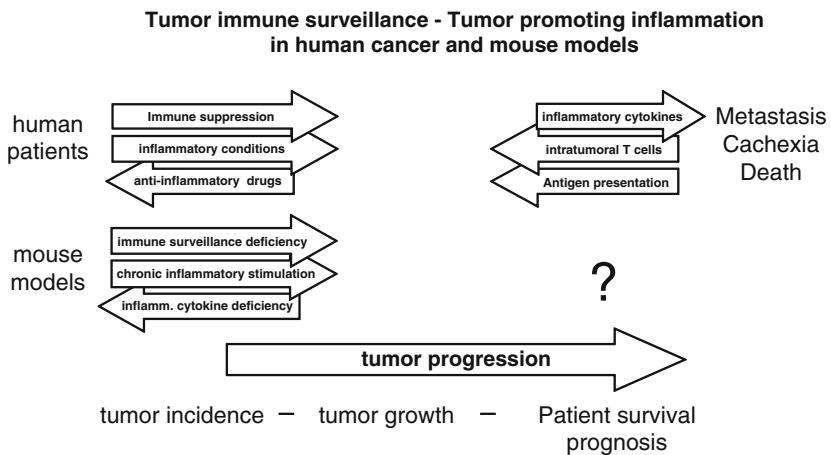 Tumor immune surveillance - Tumor promoting inflammation
in human cancer and mouse models
human
patients
Immune suppression
inflammatory conditions
anti-inflammatory drugs
inflammatory cytokines
intratumoral T cells
Antigen presentation
Metastasis
Cachexia
Death
mouse
models
immune surveillance deficiency
chronic inflammatory stimulation
inflamm. cytokine deficiency
?
tumor progression
tumor incidence – tumor growth – Patient survival
prognosis